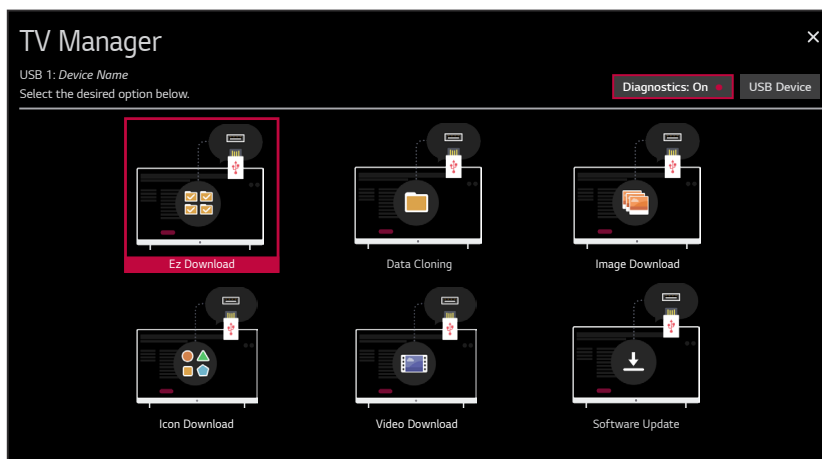 TV Manager
USB 1: Device Name
Select the desired option below.
Diagnostics: On
USB Device
Ez Download
Data Cloning
Image Download
Icon Download
Video Download
Software Update